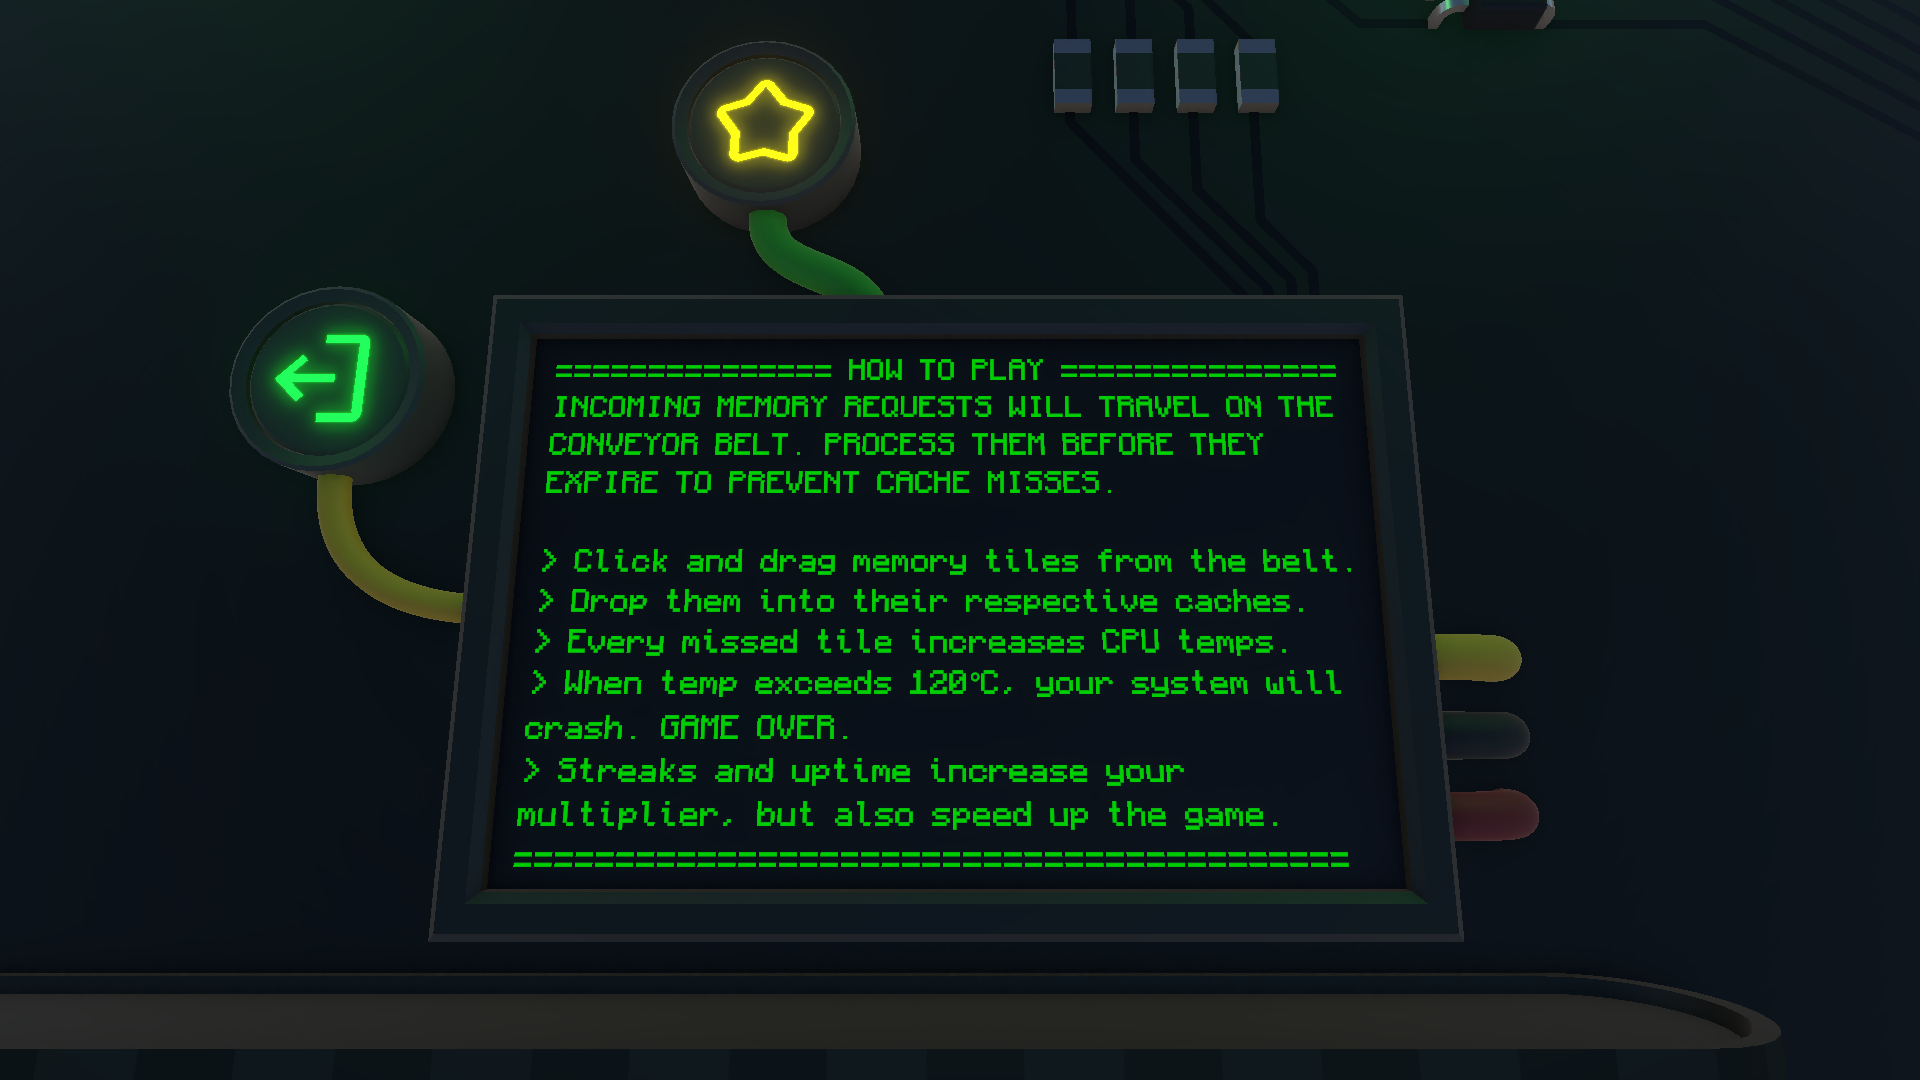 =============== HOW TO PLAY ===============
INCOMING MEMORY REQUESTS WILL TRAVEL ON THE
CONVEYOR BELT. PROCESS THEM BEFORE THEY
EXPIRE TO PREVENT CACHE MISSES.
> Click and drag memory tiles from the belt.
> Drop them into their respective caches.
> Every missed tile increases CPU temps.
> When temp exceeds 120°C, your system will
crash. GAME OVER.
> Streaks and uptime increase your
multiplier, but also speed up the game.
===========================================